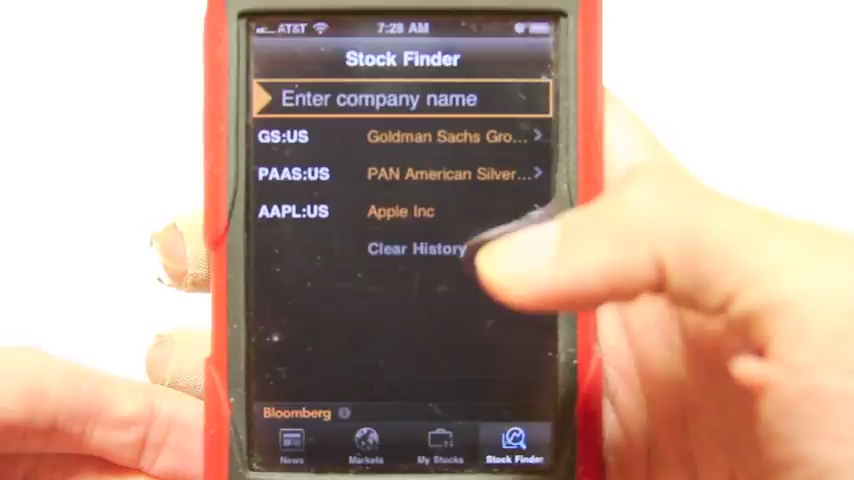 AT&T 7:28 AM
Stock Finder
Enter company name
GS:US Goldman Sachs Gro...
PAAS:US PAN American Silver...
AAPL:US Apple Inc
Clear History
Bloomberg
News Markets My Stocks Stock Finder